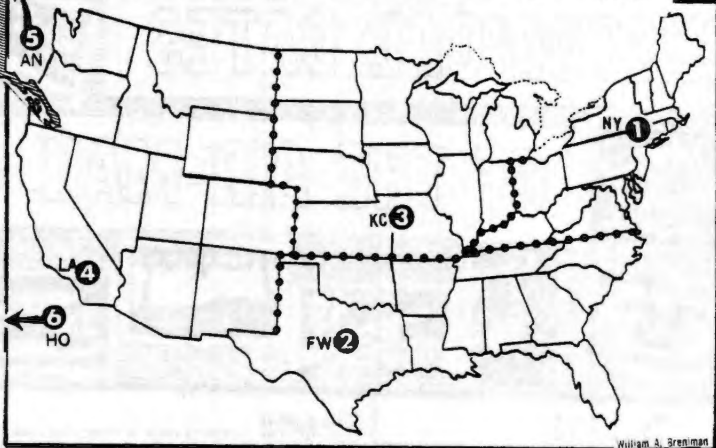 5
AN
NY 1
KC 3
LA 4
6
HO
FW 2
William A. Breniman